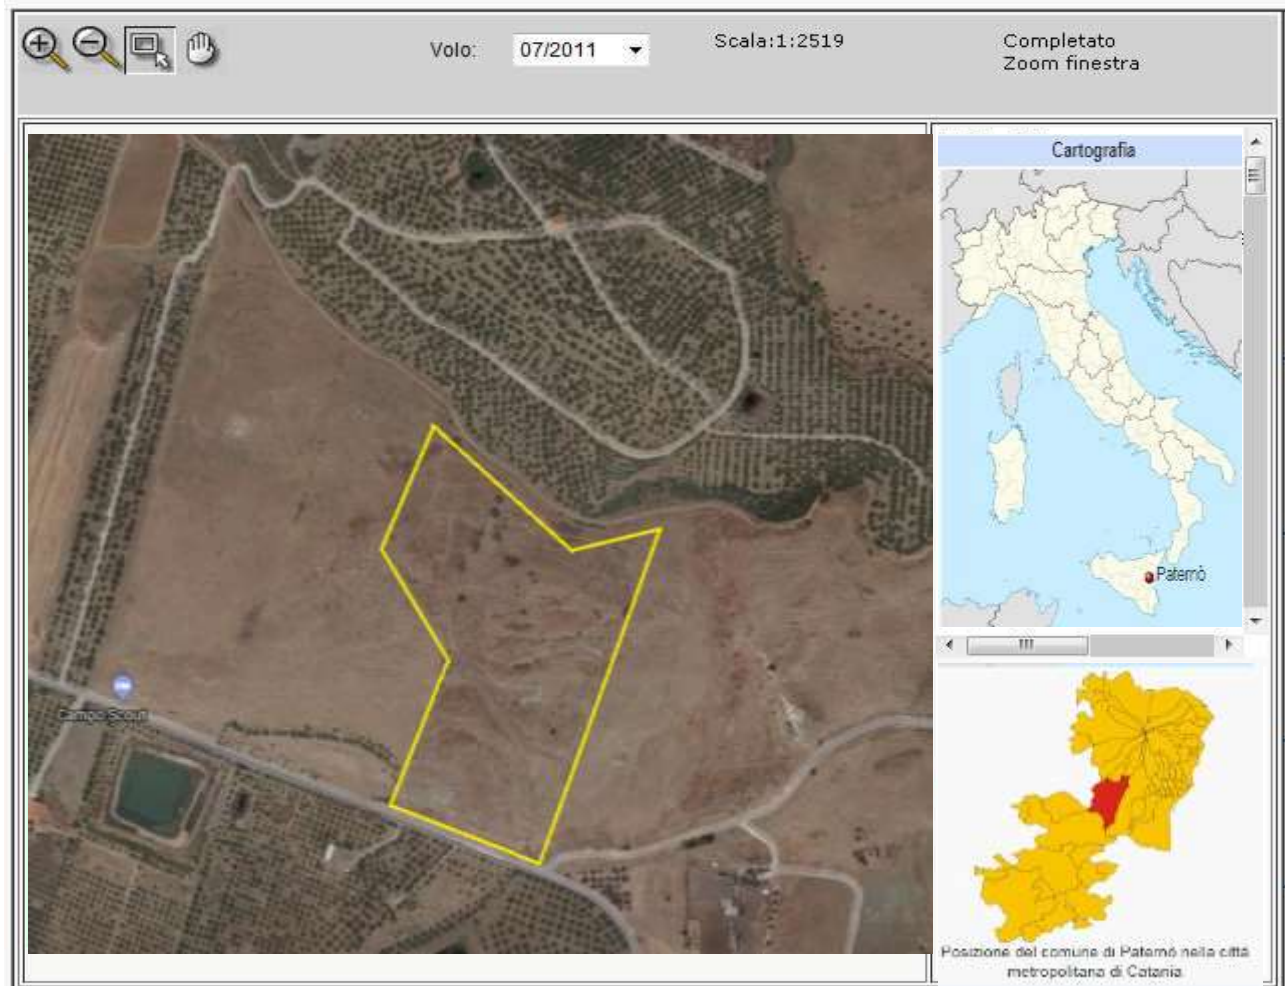 Volo:
07/2011
Scala:1:2519
Completato
Zoom finestra
Cartografia
Paternò
Campo Scout
Posizione del comune di Paternò nella città
metropolitana di Catania